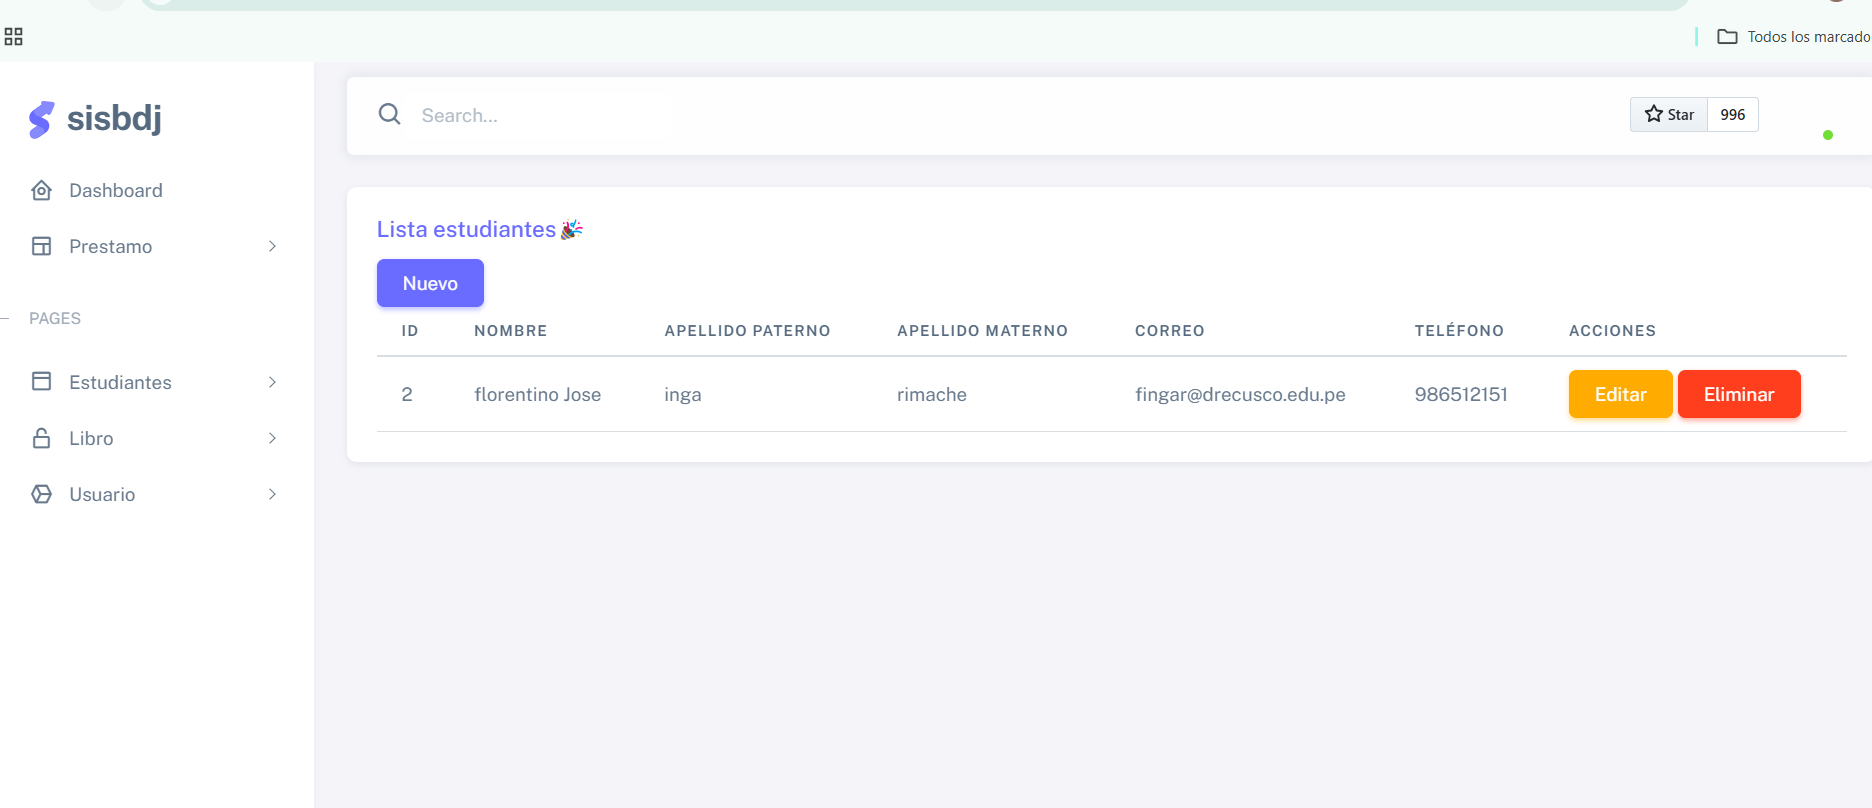 Todos los marcado
sisbdj
Dashboard
Prestamo
PAGES
Estudiantes
Libro
Usuario
Search...
Star 996
Lista estudiantes
Nuevo
ID NOMBRE APELLIDO PATERNO APELLIDO MATERNO CORREO TELÉFONO ACCIONES
2 florentino Jose inga rimache fingar@drecusco.edu.pe 986512151 Editar Eliminar